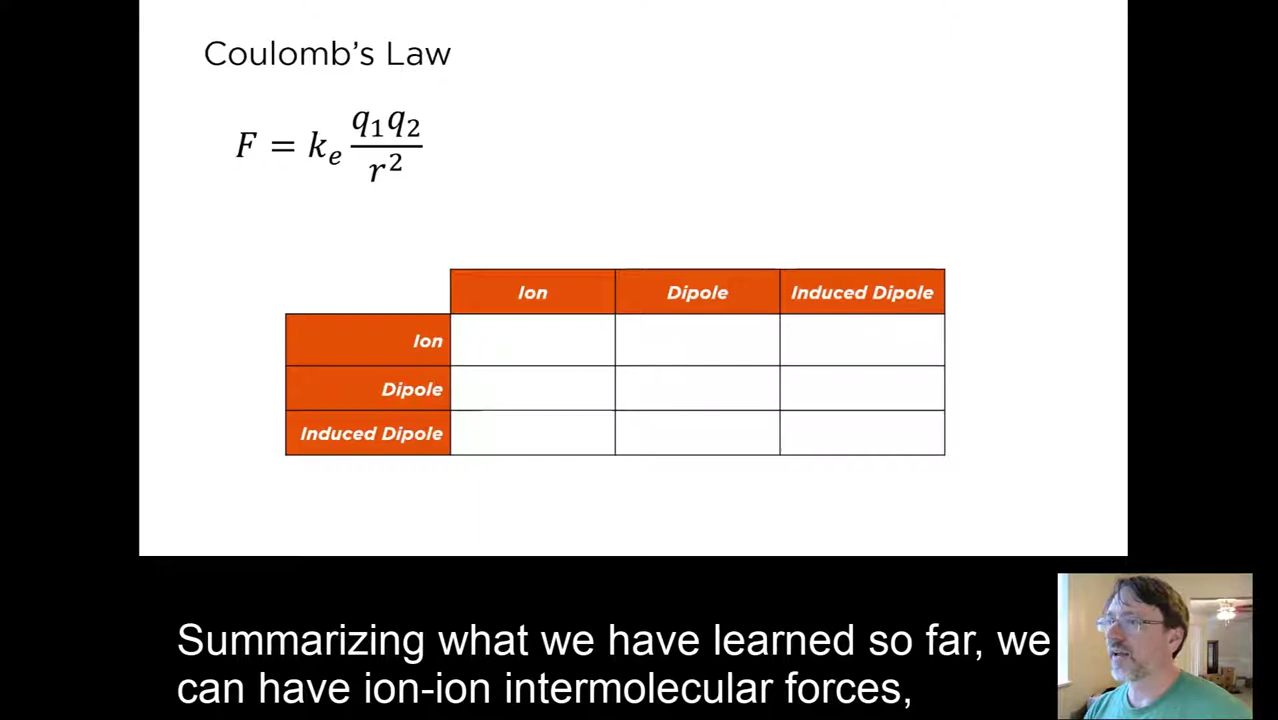 Coulomb's Law
F = kₑ q₁q₂ / r²
Ion Dipole Induced Dipole
Ion
Dipole
Induced Dipole
Summarizing what we have learned so far, we
can have ion-ion intermolecular forces,